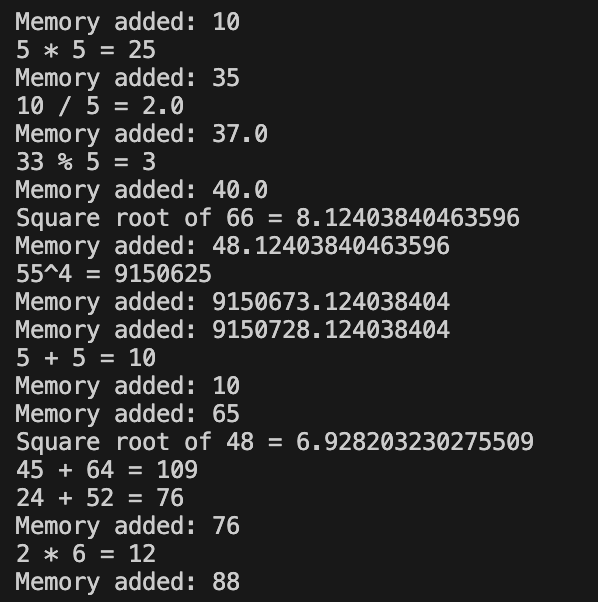 Memory added: 10
5 * 5 = 25
Memory added: 35
10 / 5 = 2.0
Memory added: 37.0
33 % 5 = 3
Memory added: 40.0
Square root of 66 = 8.12403840463596
Memory added: 48.12403840463596
55^4 = 9150625
Memory added: 9150673.124038404
Memory added: 9150728.124038404
5 + 5 = 10
Memory added: 10
Memory added: 65
Square root of 48 = 6.928203230275509
45 + 64 = 109
24 + 52 = 76
Memory added: 76
2 * 6 = 12
Memory added: 88